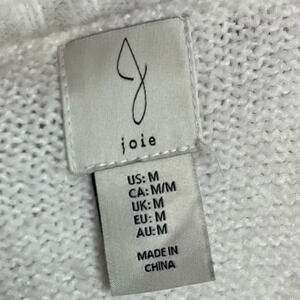 joie
US: M
CA: M/M
UK: M
EU: M
AU: M
MADE IN
CHINA